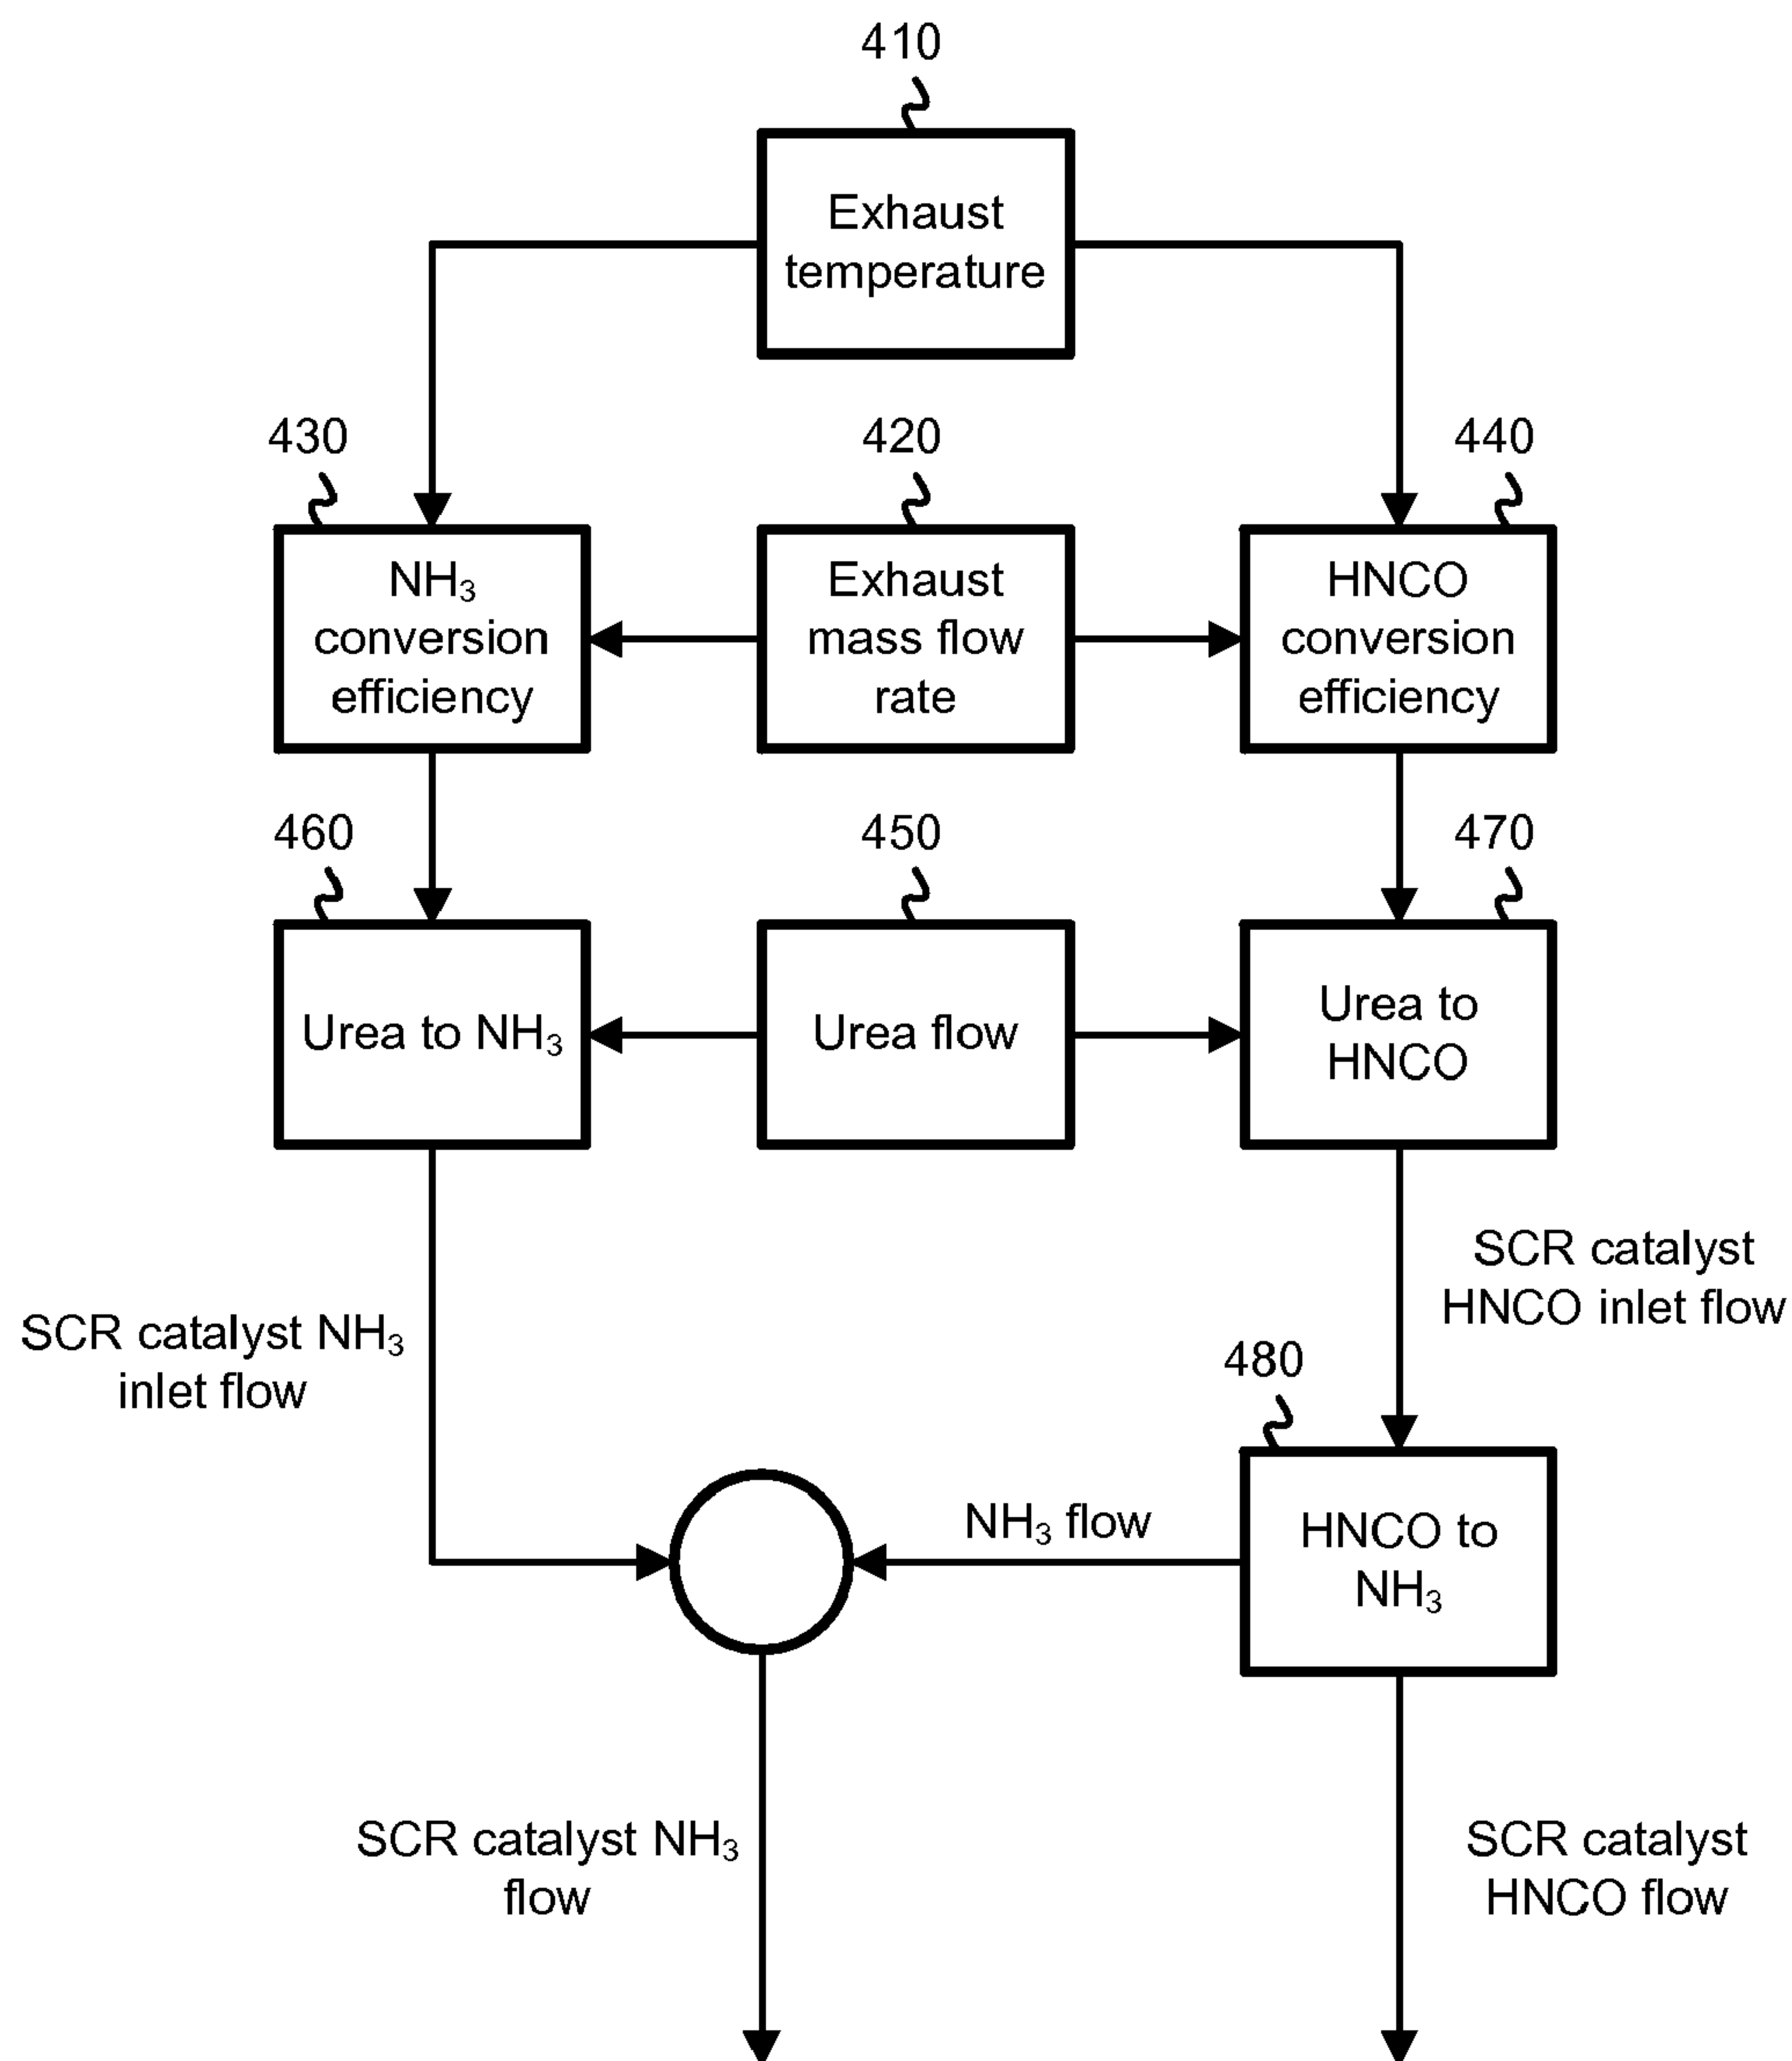 410
Exhaust
temperature
430
420
440
NH₃
conversion
efficiency
Exhaust
mass flow
rate
HNCO
conversion
efficiency
460
450
470
Urea to NH₃
Urea flow
Urea to
HNCO
SCR catalyst
HNCO inlet flow
SCR catalyst NH₃
inlet flow
480
NH₃ flow
HNCO to
NH₃
SCR catalyst NH₃
flow
SCR catalyst
HNCO flow